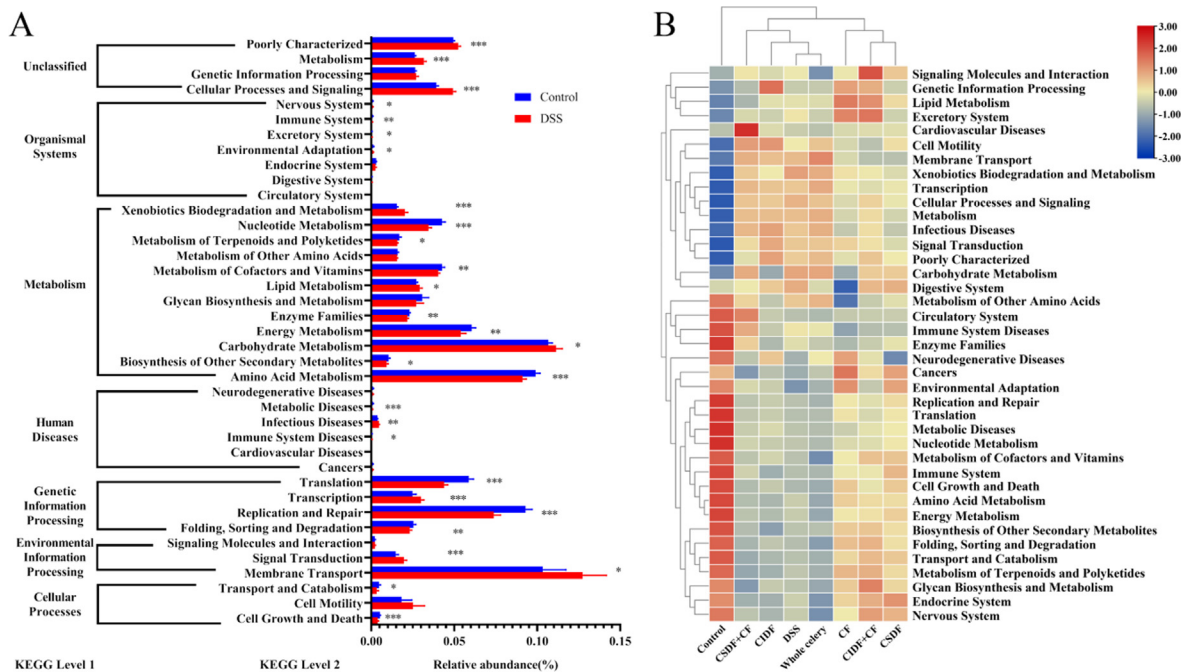 A
Unclassified
Poorly Characterized
***
Metabolism
***
Genetic Information Processing
Cellular Processes and Signaling
***
Control
DSS
Organismal
Systems
Nervous System
*
Immune System
**
Excretory System
*
Environmental Adaptation
*
Endocrine System
Digestive System
Circulatory System
Metabolism
Xenobiotics Biodegradation and Metabolism
***
Nucleotide Metabolism
***
Metabolism of Terpenoids and Polyketides
*
Metabolism of Other Amino Acids
Metabolism of Cofactors and Vitamins
**
Lipid Metabolism
*
Glycan Biosynthesis and Metabolism
Enzyme Families
**
Energy Metabolism
**
Carbohydrate Metabolism
*
Biosynthesis of Other Secondary Metebolites
*
Amino Acid Metabolism
***
Human
Diseases
Neurodegenerative Diseases
Metabolic Diseases
***
Infectious Diseases
**
Immune System Diseases
*
Cardiovascular Diseases
Cancers
Genetic
Information
Processing
Translation
***
Transcription
***
Replication and Repair
***
Folding, Sorting and Degradation
**
Environmental
Information
Processing
Signaling Molecules and Interaction
Signal Transduction
***
Membrane Transport
*
Cellular
Processes
Transport and Catabolism
*
Cell Motility
Cell Growth and Death
***
0.00
0.05
0.10
0.15
KEGG Level 1
KEGG Level 2
Relative abundance(%)
B
3.00
2.00
1.00
0.00
-1.00
-2.00
-3.00
Signaling Molecules and Interaction
Genetic Information Processing
Lipid Metabolism
Excretory System
Cardiovascular Diseases
Cell Motility
Membrane Transport
Xenobiotics Biodegradation and Metabolism
Transcription
Cellular Processes and Signaling
Metabolism
Infectious Diseases
Signal Transduction
Poorly Characterized
Carbohydrate Metabolism
Digestive System
Metabolism of Other Amino Acids
Circulatory System
Immune System Diseases
Enzyme Families
Neurodegenerative Diseases
Cancers
Environmental Adaptation
Replication and Repair
Translation
Metabolic Diseases
Nucleotide Metabolism
Metabolism of Cofactors and Vitamins
Immune System
Cell Growth and Death
Amino Acid Metabolism
Energy Metabolism
Biosynthesis of Other Secondary Metebolites
Folding, Sorting and Degradation
Transport and Catabolism
Metabolism of Terpenoids and Polyketides
Glycan Biosynthesis and Metabolism
Endocrine System
Nervous System
Control
CSDF+CF
CIDF
DSS
Whole celery
CF
CIDF+CF
CSDF